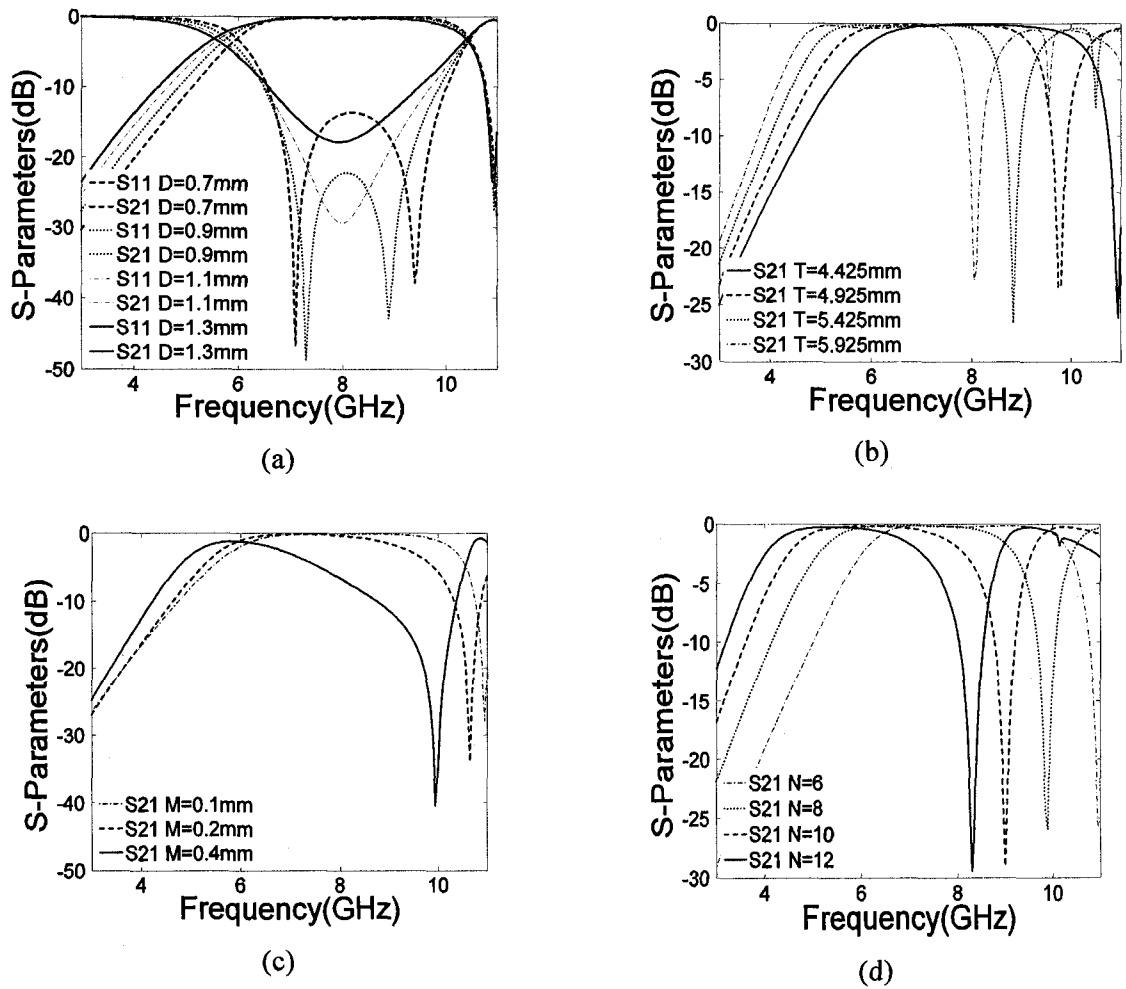 0
-10
-20
-30
-40
-50
S-Parameters(dB)
S11 D=0.7mm
S21 D=0.7mm
S11 D=0.9mm
S21 D=0.9mm
S11 D=1.1mm
S21 D=1.1mm
S11 D=1.3mm
S21 D=1.3mm
4 6 8 10
Frequency(GHz)
(a)
0
-5
-10
-15
-20
-25
-30
S-Parameters(dB)
S21 T=4.425mm
S21 T=4.925mm
S21 T=5.425mm
S21 T=5.925mm
4 6 8 10
Frequency(GHz)
(b)
0
-10
-20
-30
-40
-50
S-Parameters(dB)
S21 M=0.1mm
S21 M=0.2mm
S21 M=0.4mm
4 6 8 10
Frequency(GHz)
(c)
0
-5
-10
-15
-20
-25
-30
S-Parameters(dB)
S21 N=6
S21 N=8
S21 N=10
S21 N=12
4 6 8 10
Frequency(GHz)
(d)